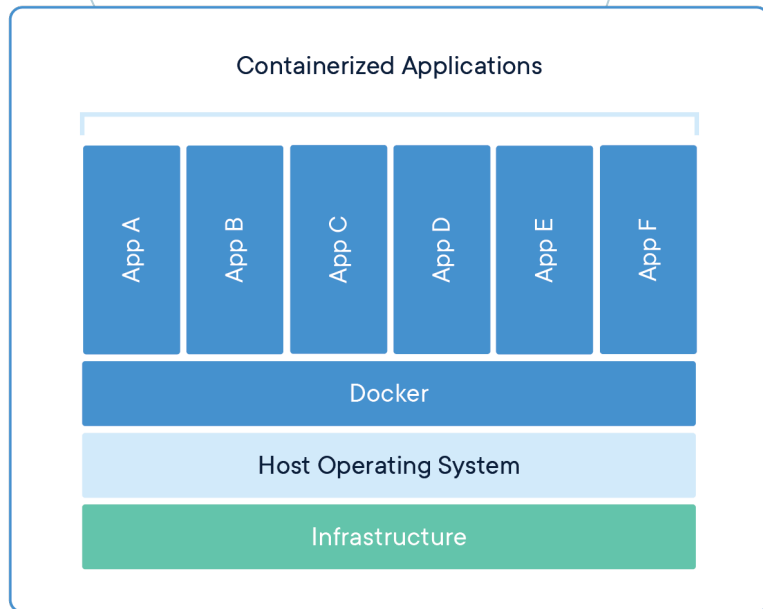 Containerized Applications
App A
App B
App C
App D
App E
App F
Docker
Host Operating System
Infrastructure